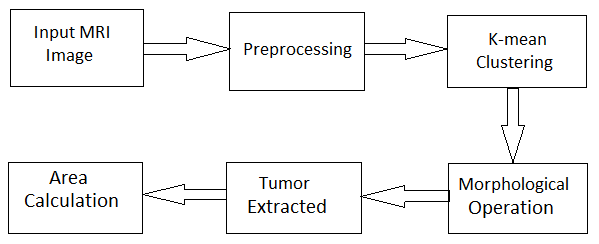 Input MRI
Image
Preprocessing
K-mean
Clustering
Morphological
Operation
Tumor
Extracted
Area
Calculation